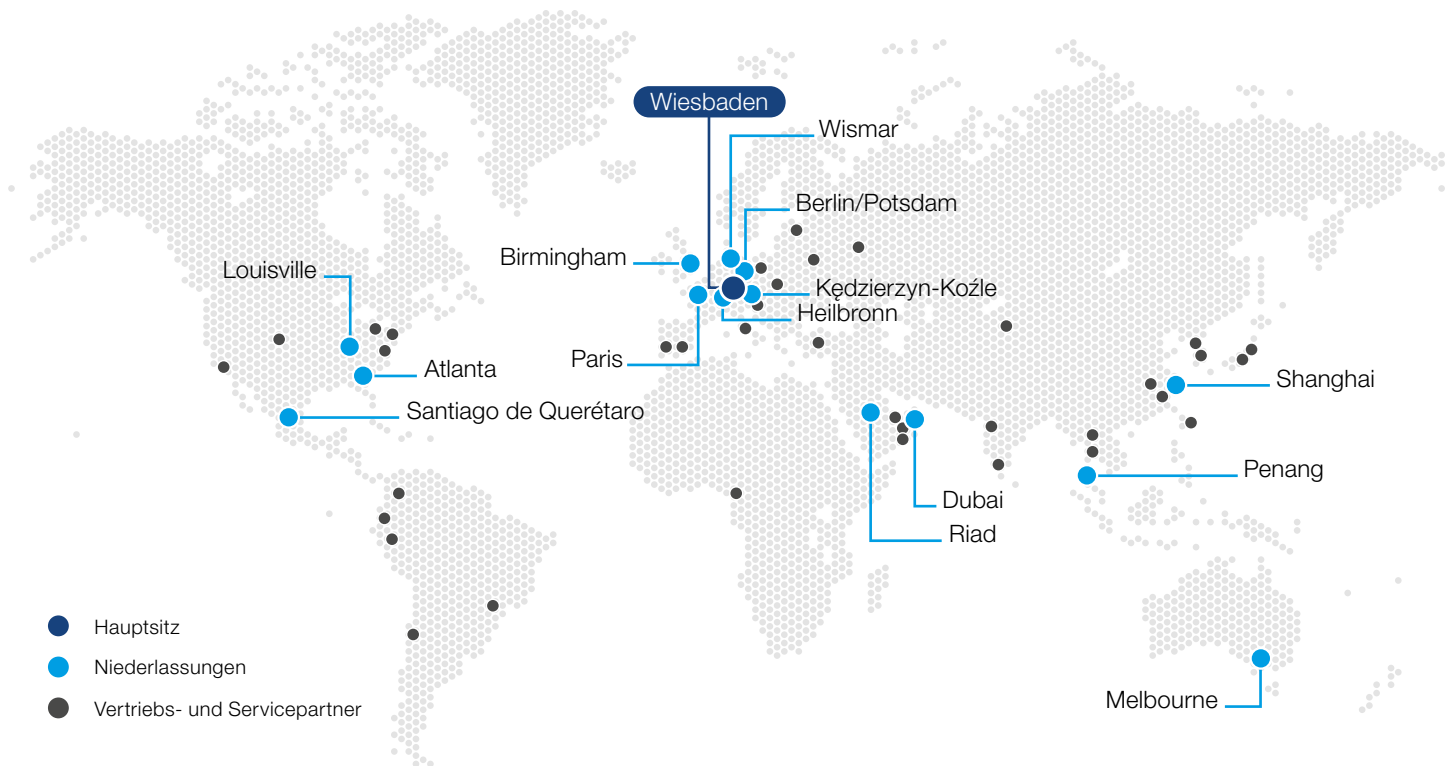 Wiesbaden
Wismar
Berlin/Potsdam
Birmingham
Louisville
Kędzierzyn-Koźle
Heilbronn
Paris
Atlanta
Shanghai
Santiago de Querétaro
Penang
Dubai
Riad
Hauptsitz
Niederlassungen
Melbourne
Vertriebs- und Servicepartner